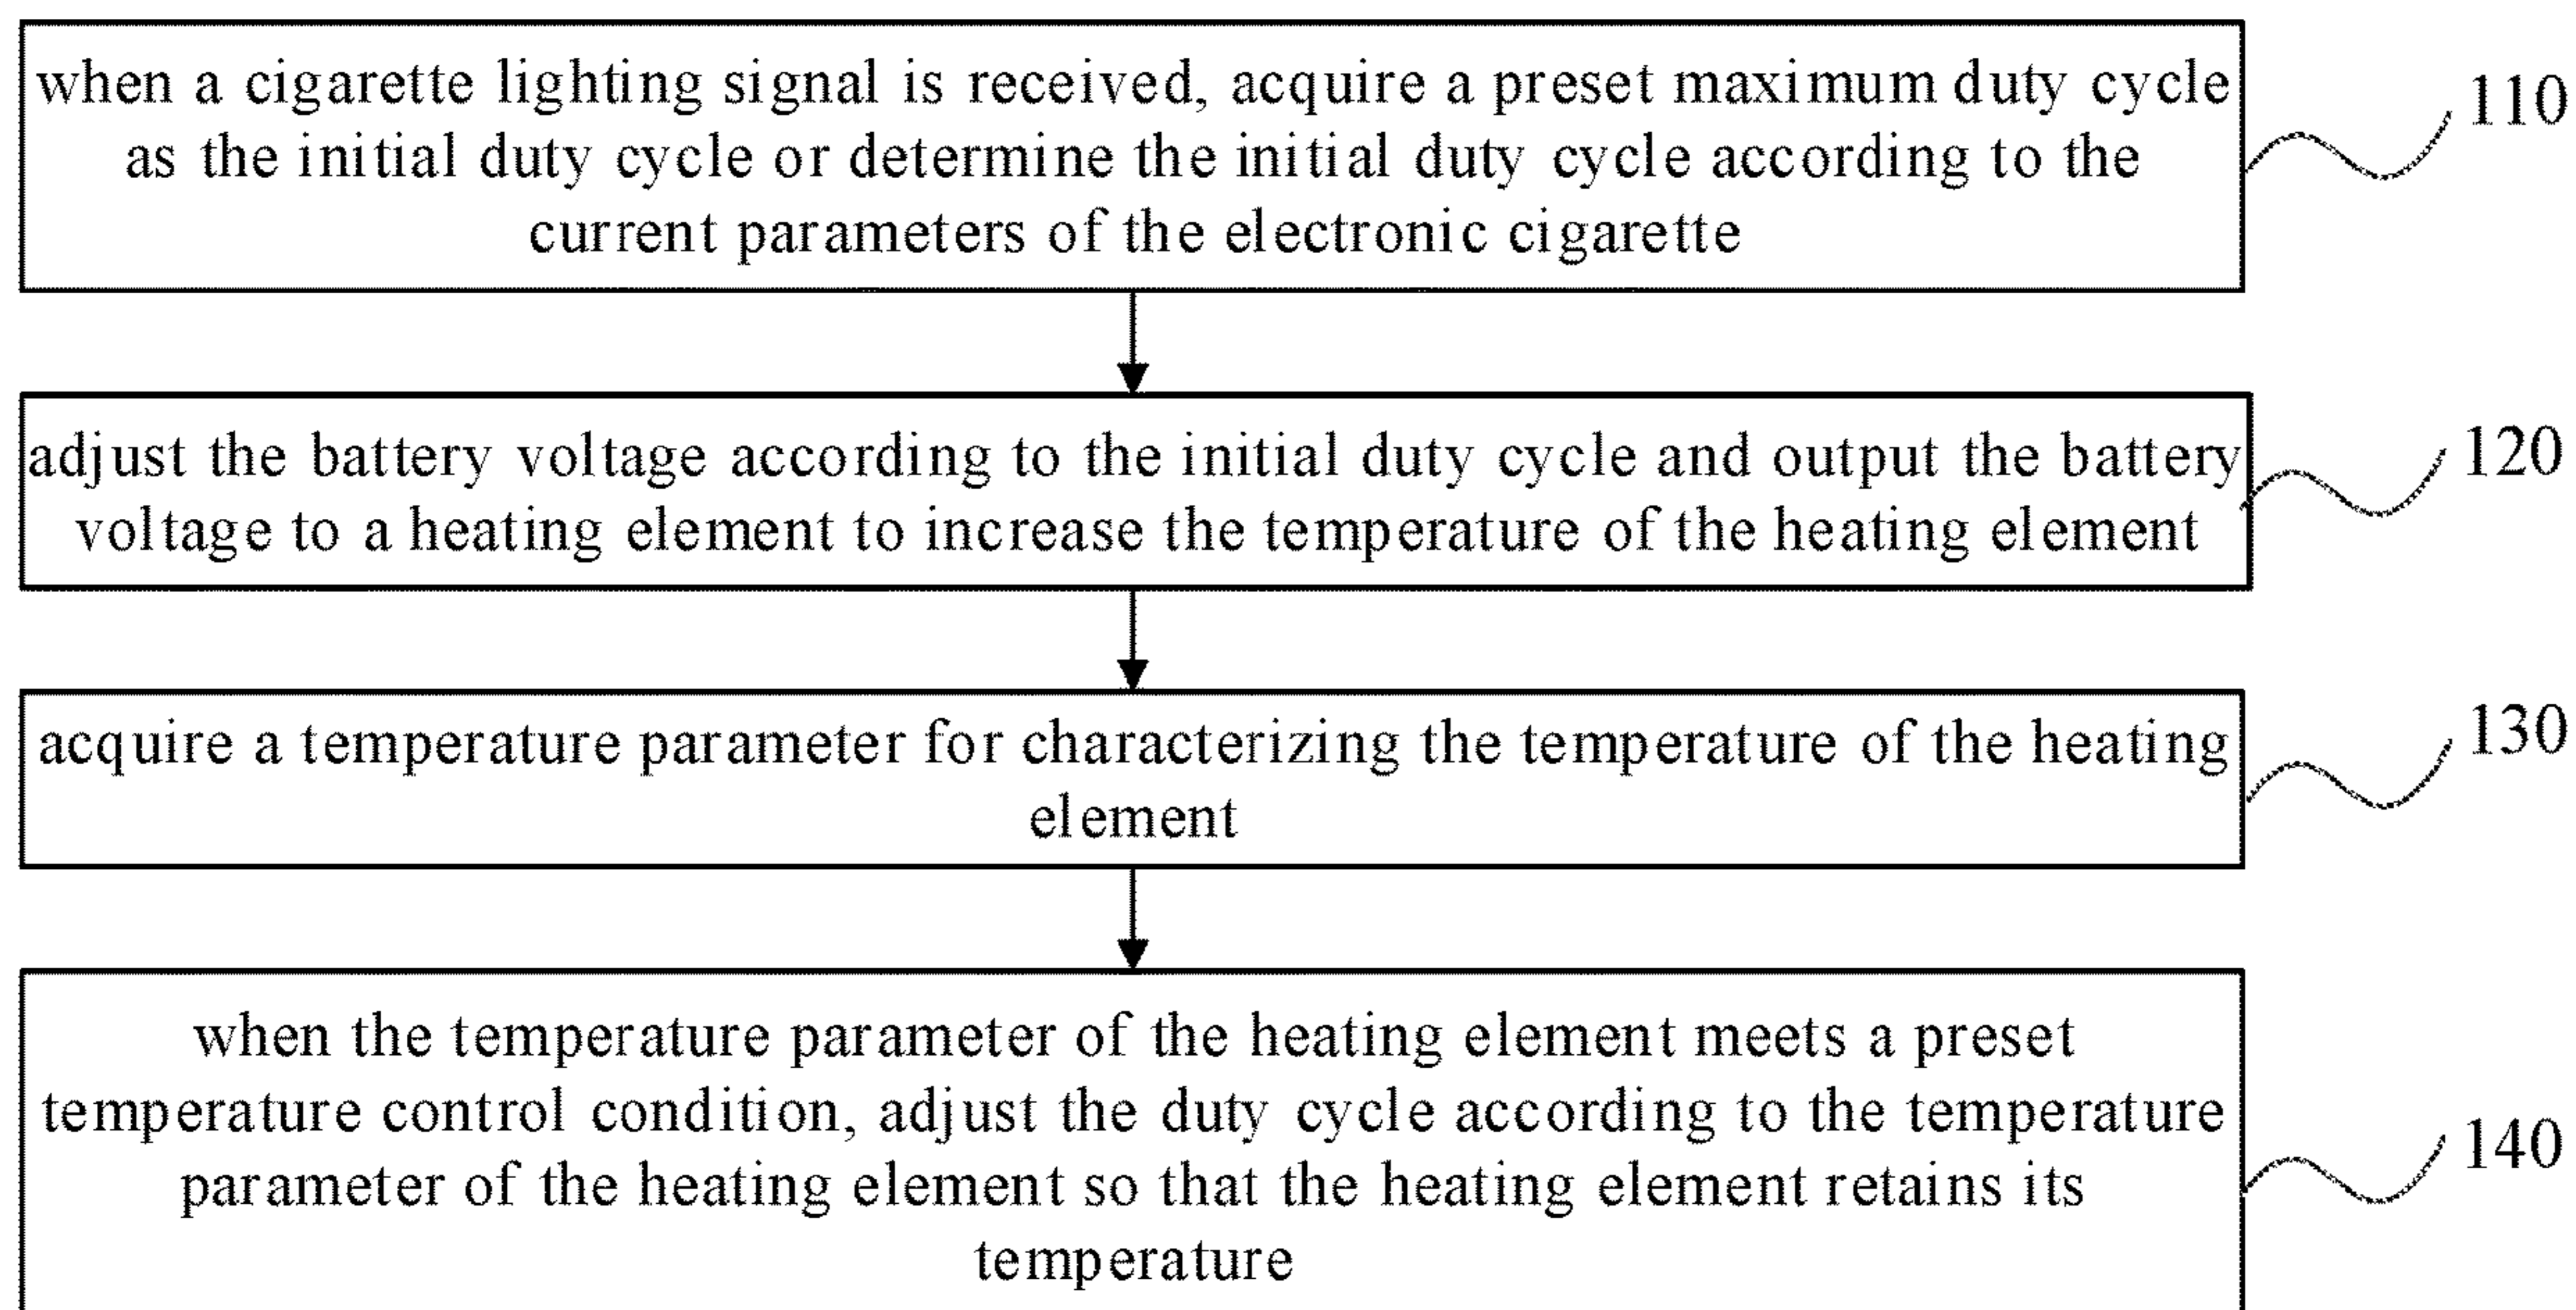 when a cigarette lighting signal is received, acquire a preset maximum duty cycle
as the initial duty cycle or determine the initial duty cycle according to the
current parameters of the electronic cigarette
110
adjust the battery voltage according to the initial duty cycle and output the battery
voltage to a heating element to increase the temperature of the heating element
120
acquire a temperature parameter for characterizing the temperature of the heating
element
130
when the temperature parameter of the heating element meets a preset
temperature control condition, adjust the duty cycle according to the temperature
parameter of the heating element so that the heating element retains its
temperature
140